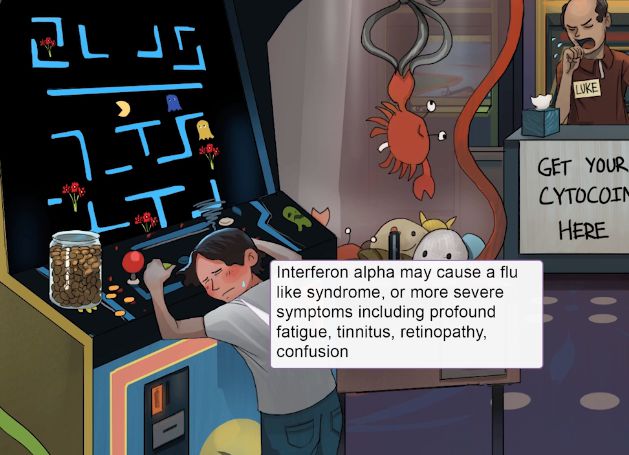 LUKE
GET YOUR
CYTOCOIN
HERE
Interferon alpha may cause a flu
like syndrome, or more severe
symptoms including profound
fatigue, tinnitus, retinopathy,
confusion